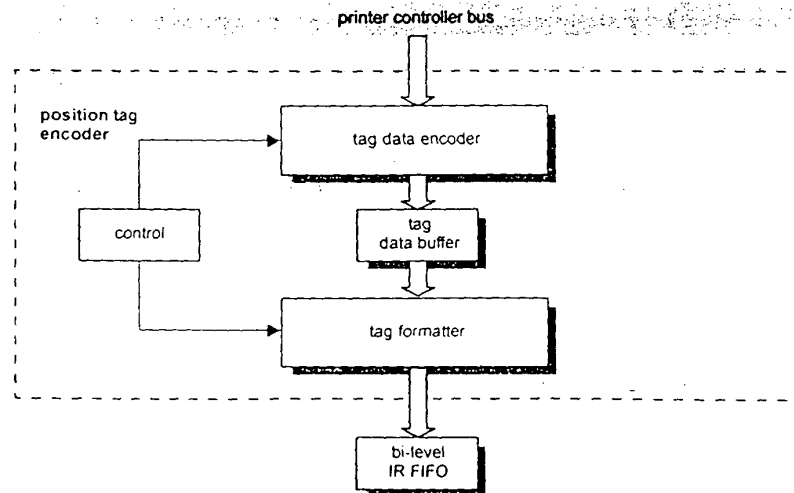 printer controller bus
position tag
encoder
tag data encoder
control
tag
data buffer
tag formatter
bi-level
IR FIFO